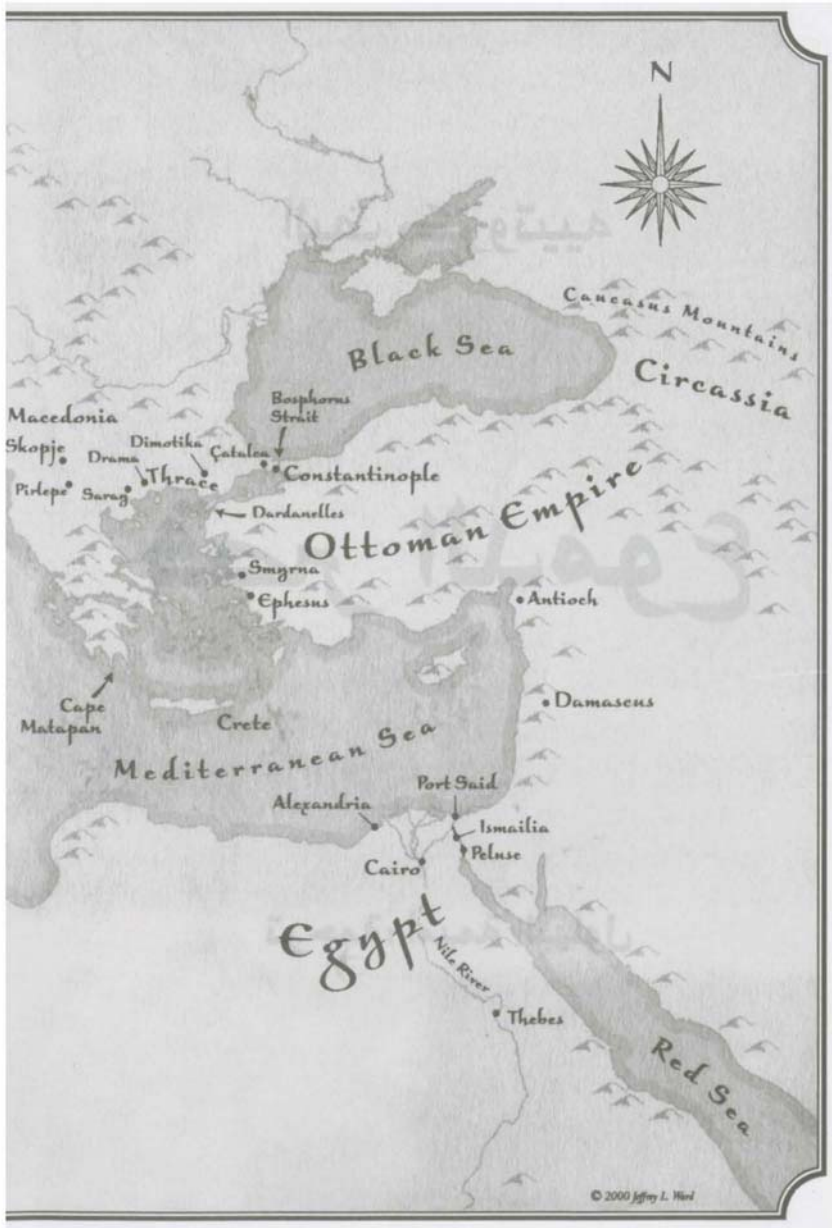 N
Caucasus Mountains
Black Sea
Circassia
Bosphorus
Strait
Macedonia
Skopje
Dimotika
Çatalca
Drama
Constantinople
Thrace
Pirlepe
Sarag
Dardanelles
Ottoman Empire
Smyrna
Ephesus
Antioch
Damascus
Cape
Matapan
Crete
Mediterranean Sea
Port Said
Alexandria
Ismailia
Peluse
Cairo
Egypt
Nile River
Thebes
Red Sea
© 2000 Jeffrey L. Ward